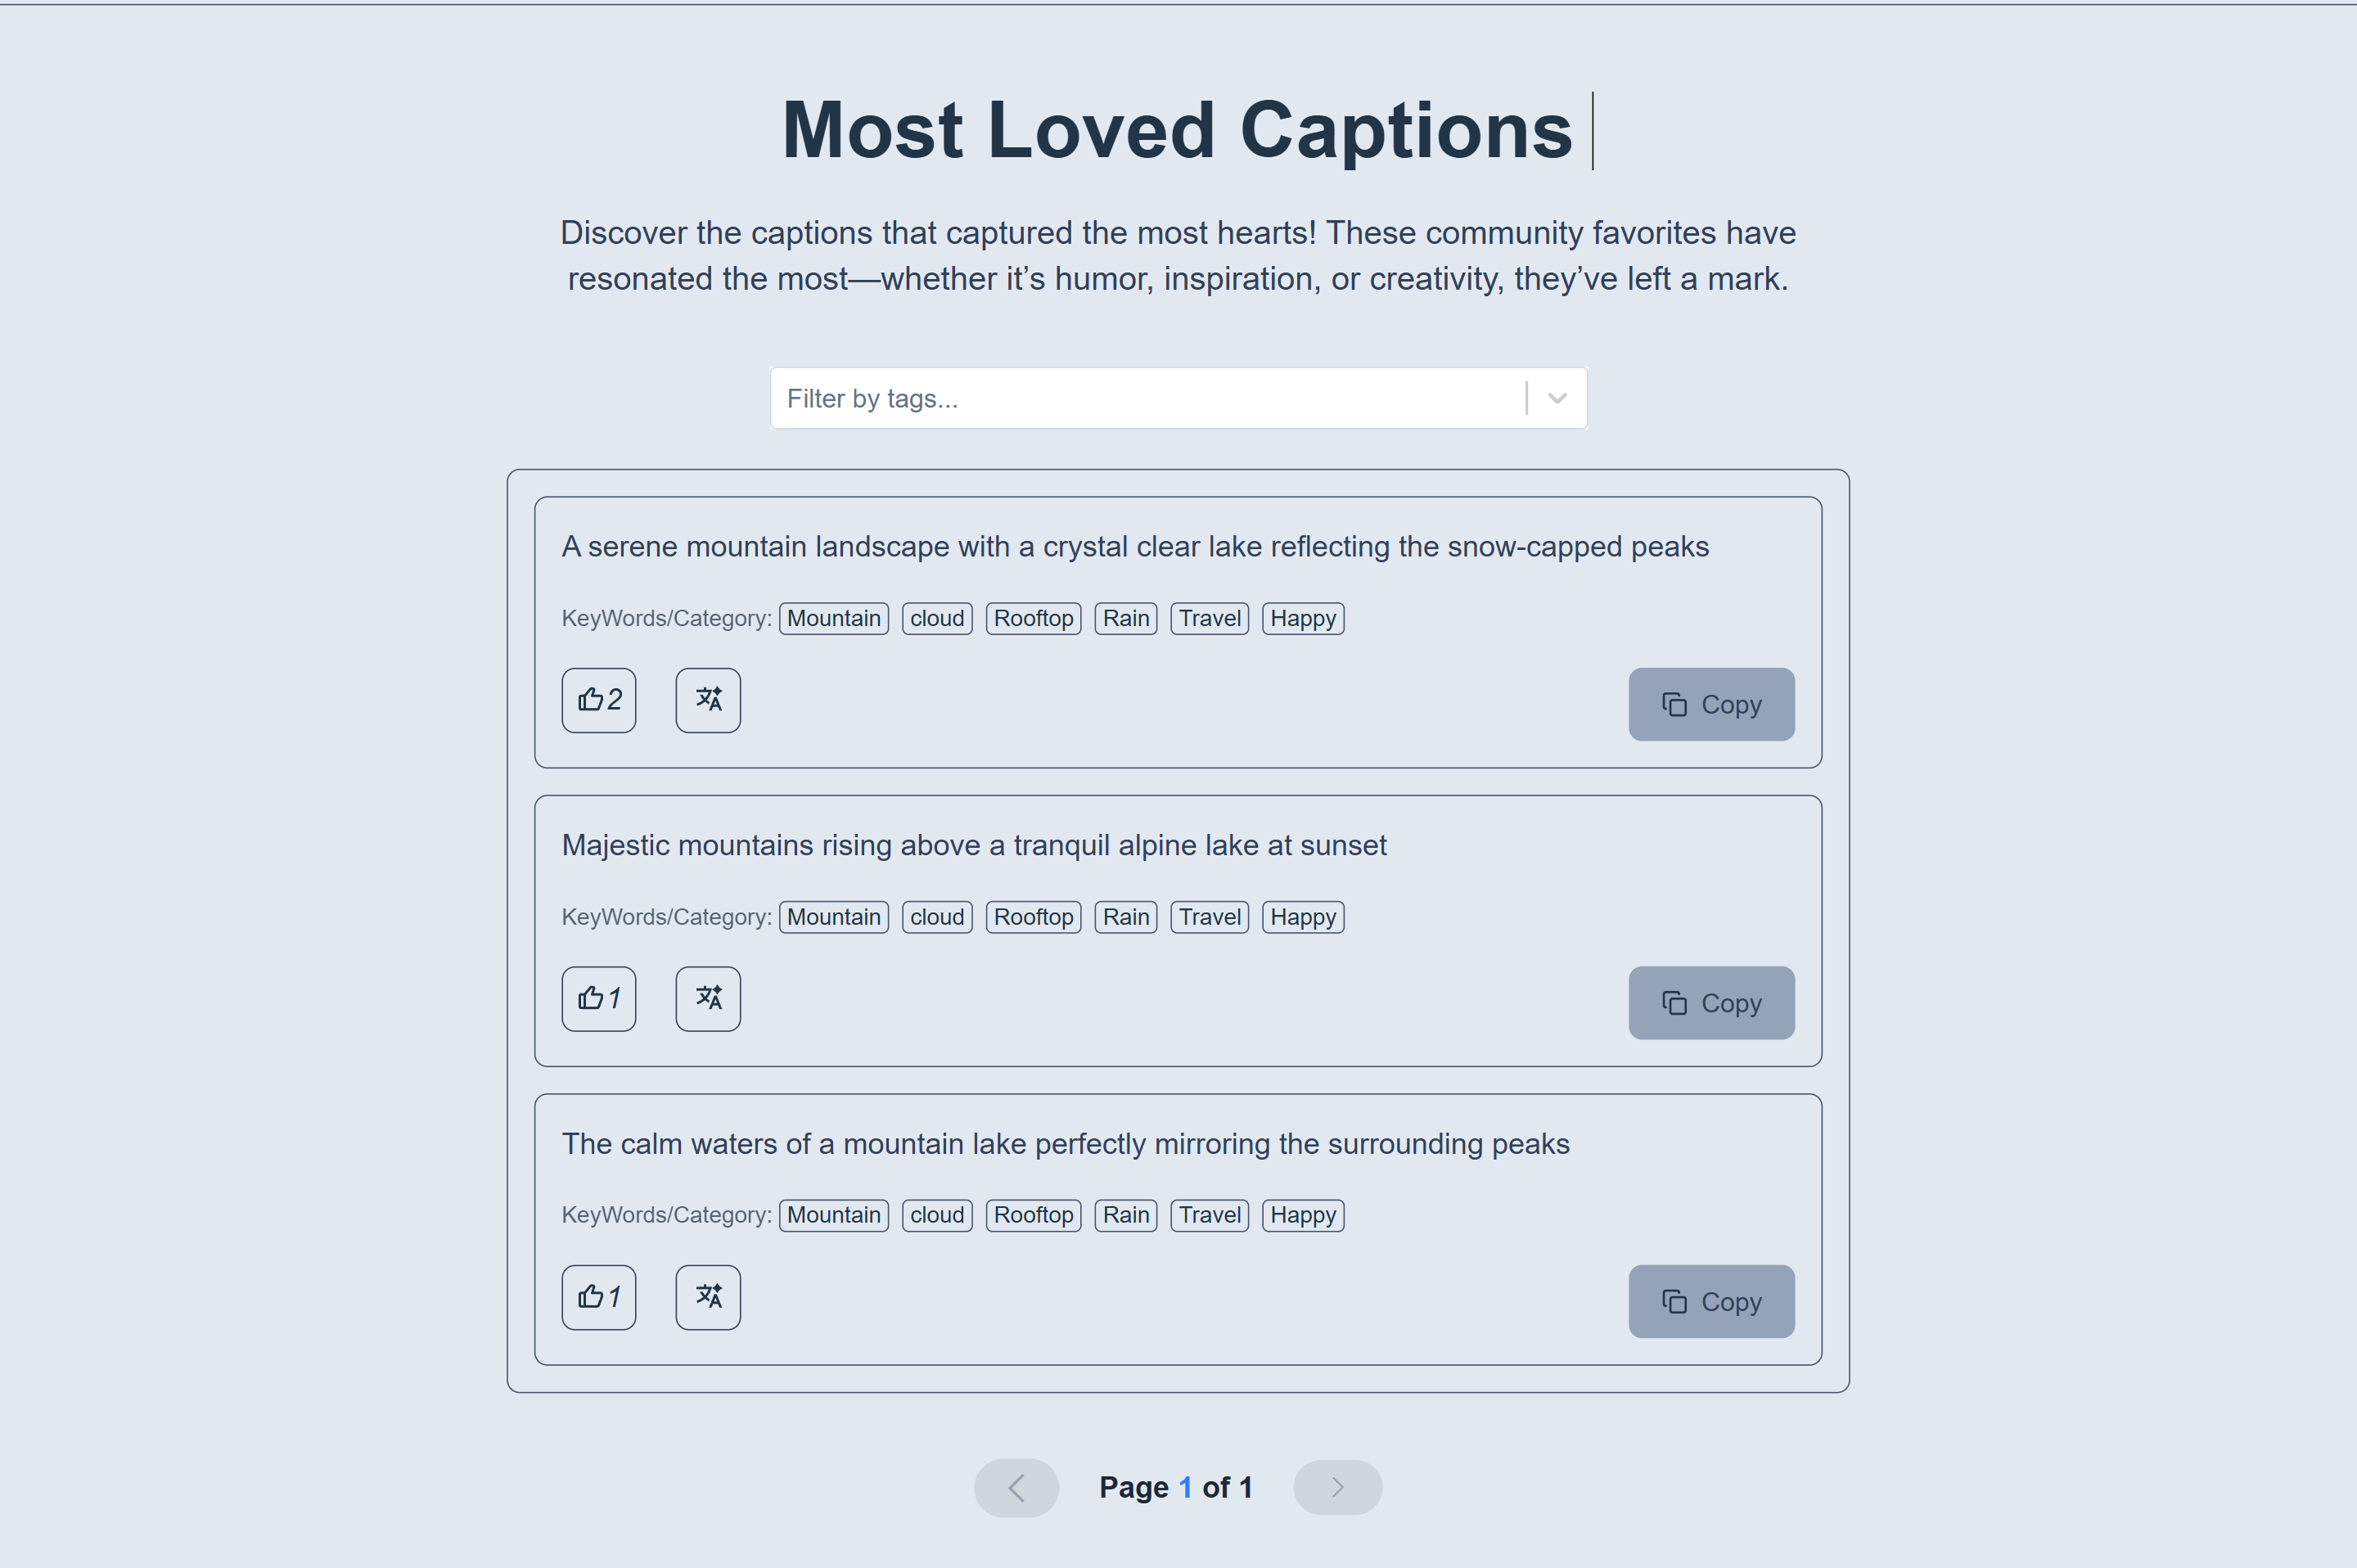 Most Loved Captions
Discover the captions that captured the most hearts! These community favorites have
resonated the most—whether it’s humor, inspiration, or creativity, they’ve left a mark.
Filter by tags...
A serene mountain landscape with a crystal clear lake reflecting the snow-capped peaks
KeyWords/Category: Mountain cloud Rooftop Rain Travel Happy
2 Copy
Majestic mountains rising above a tranquil alpine lake at sunset
KeyWords/Category: Mountain cloud Rooftop Rain Travel Happy
1 Copy
The calm waters of a mountain lake perfectly mirroring the surrounding peaks
KeyWords/Category: Mountain cloud Rooftop Rain Travel Happy
1 Copy
Page 1 of 1